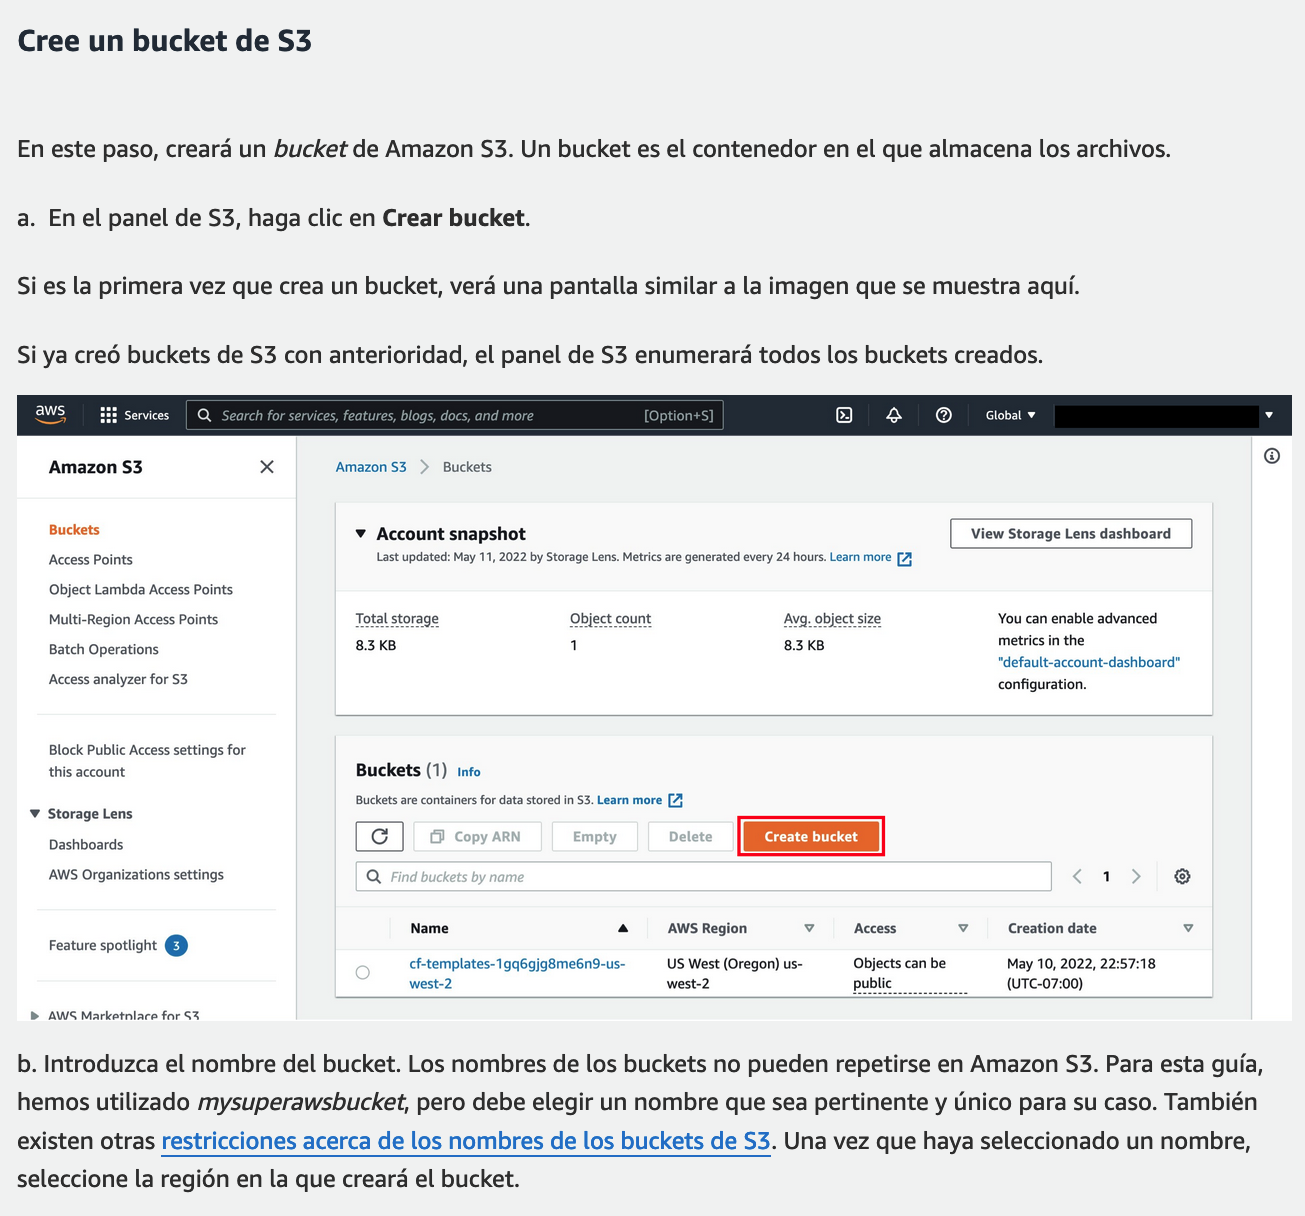 Cree un bucket de S3
En este paso, creará un bucket de Amazon S3. Un bucket es el contenedor en el que almacena los archivos.
a. En el panel de S3, haga clic en Crear bucket.
Si es la primera vez que crea un bucket, verá una pantalla similar a la imagen que se muestra aquí.
Si ya creó buckets de S3 con anterioridad, el panel de S3 enumerará todos los buckets creados.
aws Services Search for services, features, blogs, docs, and more [Option+S] Global
Amazon S3
Buckets
Access Points
Object Lambda Access Points
Multi-Region Access Points
Batch Operations
Access analyzer for S3
Block Public Access settings for
this account
Storage Lens
Dashboards
AWS Organizations settings
Feature spotlight 3
AWS Marketplace for S3
Amazon S3 > Buckets
Account snapshot
View Storage Lens dashboard
Last updated: May 11, 2022 by Storage Lens. Metrics are generated every 24 hours. Learn more
Total storage
8.3 KB
Object count
1
Avg. object size
8.3 KB
You can enable advanced
metrics in the
"default-account-dashboard"
configuration.
Buckets (1) Info
Buckets are containers for data stored in S3. Learn more
Copy ARN Empty Delete Create bucket
Find buckets by name
1
Name AWS Region Access Creation date
cf-templates-1gq6gjg8me6n9-us- US West (Oregon) us- Objects can be May 10, 2022, 22:57:18
west-2 west-2 public (UTC-07:00)
b. Introduzca el nombre del bucket. Los nombres de los buckets no pueden repetirse en Amazon S3. Para esta guía,
hemos utilizado mysuperawsbucket, pero debe elegir un nombre que sea pertinente y único para su caso. También
existen otras restricciones acerca de los nombres de los buckets de S3. Una vez que haya seleccionado un nombre,
seleccione la región en la que creará el bucket.